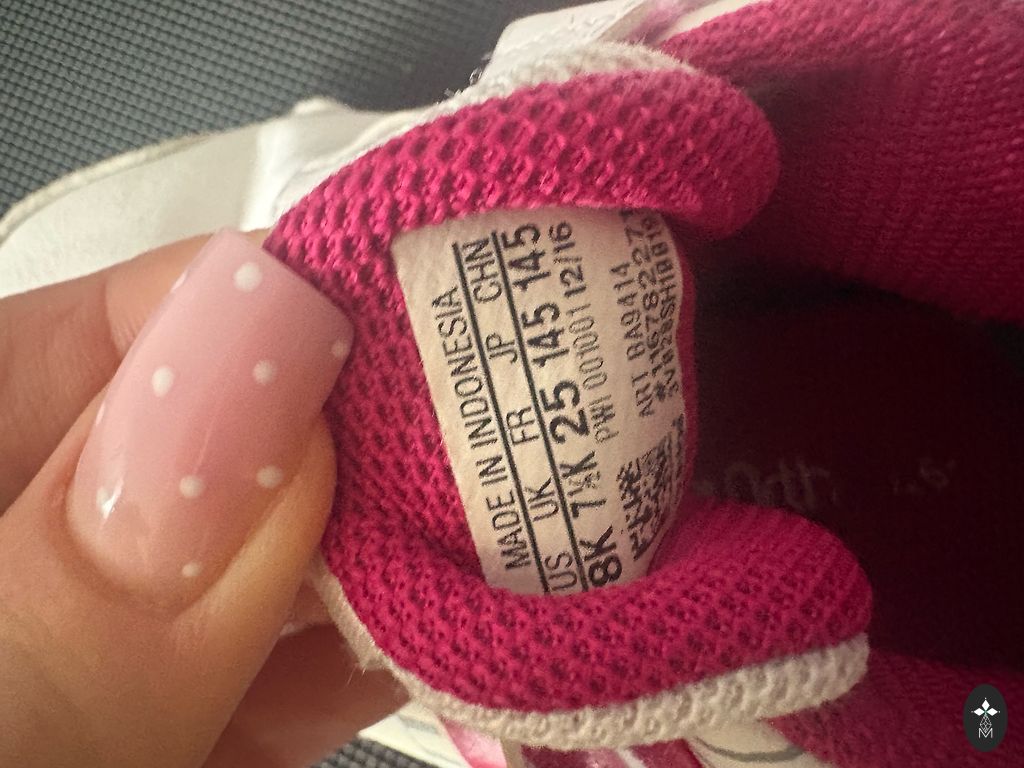 MADE IN INDONESIA
US UK FR JP CHN
8K 7½K 25 145 145
PWI 001001 12/16
ART BA9414
M